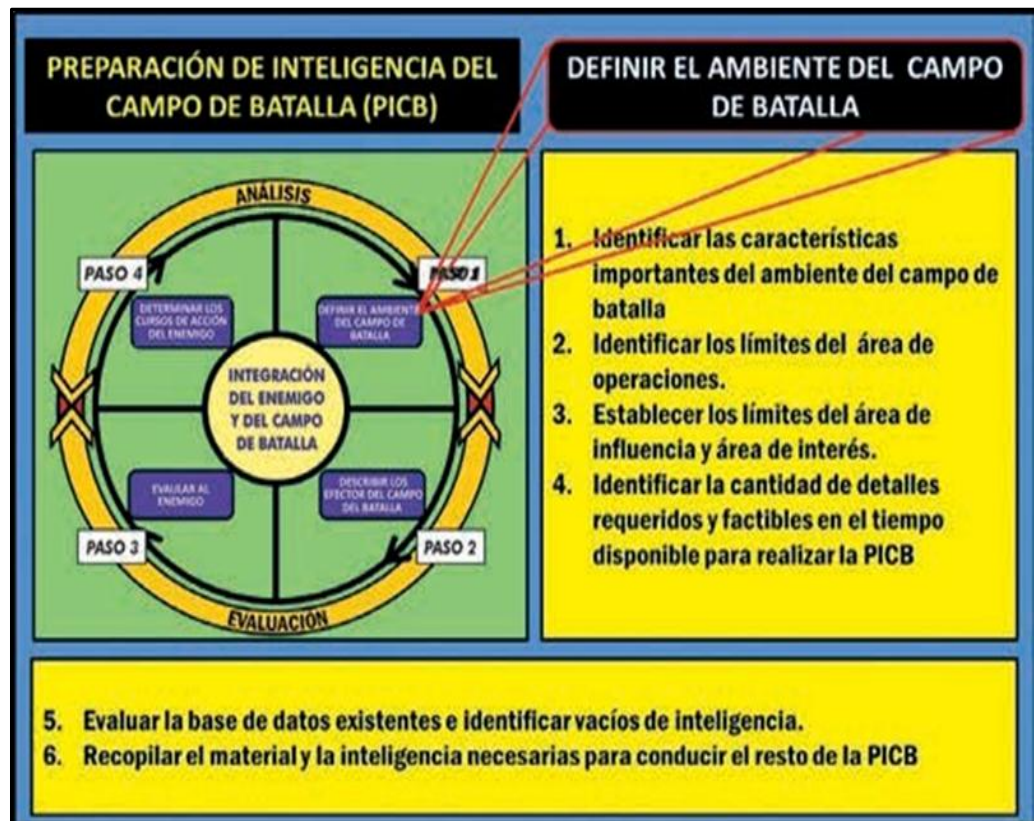 PREPARACIÓN DE INTELIGENCIA DEL
CAMPO DE BATALLA (PICB)
DEFINIR EL AMBIENTE DEL CAMPO
DE BATALLA
ANÁLISIS
PASO 4
PASO 1
DETERMINAR LOS
CURSOS DE ACCIÓN
DEL ENEMIGO
DEFINIR EL AMBIENTE
DEL CAMPO DE
BATALLA
INTEGRACIÓN
DEL ENEMIGO
Y DEL CAMPO
DE BATALLA
EVALUAR AL
ENEMIGO
DESCRIBIR LOS
EFECTOR DEL CAMPO
DEL BATALLA
PASO 3
PASO 2
EVALUACIÓN
1. Identificar las características
importantes del ambiente del campo de
batalla
2. Identificar los límites del área de
operaciones.
3. Establecer los límites del área de
influencia y área de interés.
4. Identificar la cantidad de detalles
requeridos y factibles en el tiempo
disponible para realizar la PICB
5. Evaluar la base de datos existentes e identificar vacíos de inteligencia.
6. Recopilar el material y la inteligencia necesarias para conducir el resto de la PICB